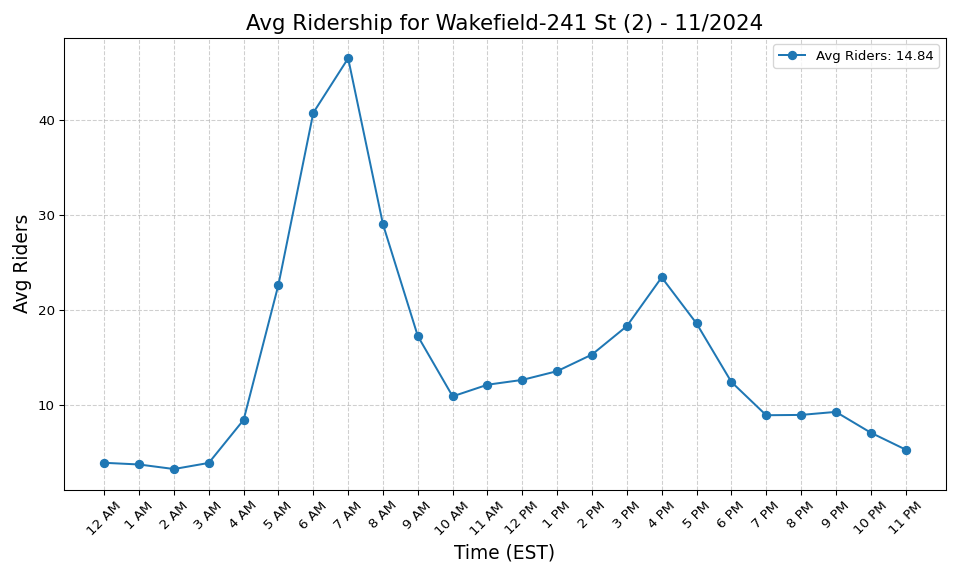 Avg Ridership for Wakefield-241 St (2) - 11/2024
Avg Riders: 14.84
Avg Riders
40
30
20
10
12 AM
1 AM
2 AM
3 AM
4 AM
5 AM
6 AM
7 AM
8 AM
9 AM
10 AM
11 AM
12 PM
1 PM
2 PM
3 PM
4 PM
5 PM
6 PM
7 PM
8 PM
9 PM
10 PM
11 PM
Time (EST)